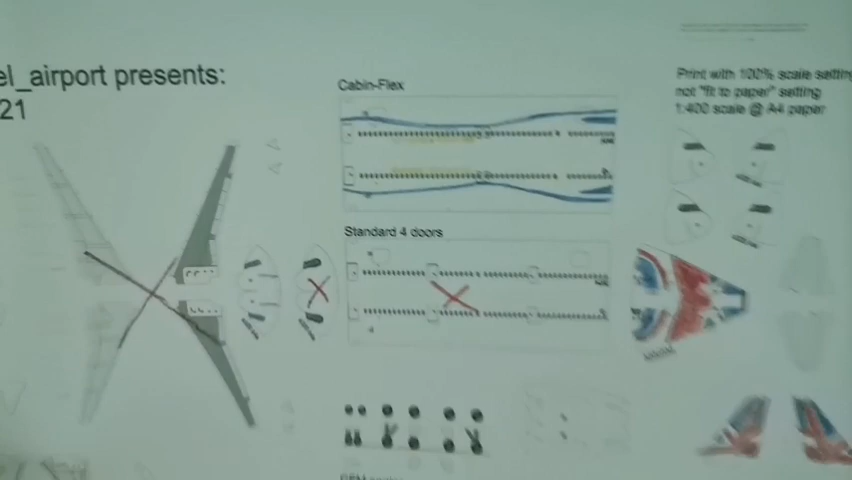 el_airport presents:
21
Cabin-Flex
Print with 100% scale setting
not "fit to paper" setting
1:400 scale @ A4 paper
Standard 4 doors